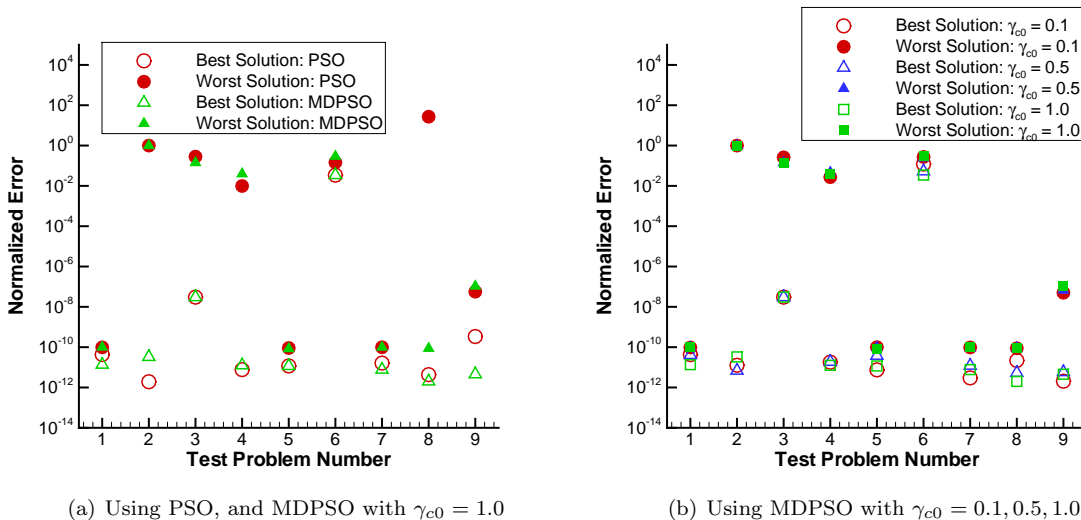 Best Solution: PSO
Worst Solution: PSO
Best Solution: MDPSO
Worst Solution: MDPSO
10^4
10^2
10^0
10^-2
10^-4
10^-6
10^-8
10^-10
10^-12
10^-14
Normalized Error
1 2 3 4 5 6 7 8 9
Test Problem Number
(a) Using PSO, and MDPSO with γc0 = 1.0
Best Solution: γc0 = 0.1
Worst Solution: γc0 = 0.1
Best Solution: γc0 = 0.5
Worst Solution: γc0 = 0.5
Best Solution: γc0 = 1.0
Worst Solution: γc0 = 1.0
10^4
10^2
10^0
10^-2
10^-4
10^-6
10^-8
10^-10
10^-12
10^-14
Normalized Error
1 2 3 4 5 6 7 8 9
Test Problem Number
(b) Using MDPSO with γc0 = 0.1, 0.5, 1.0